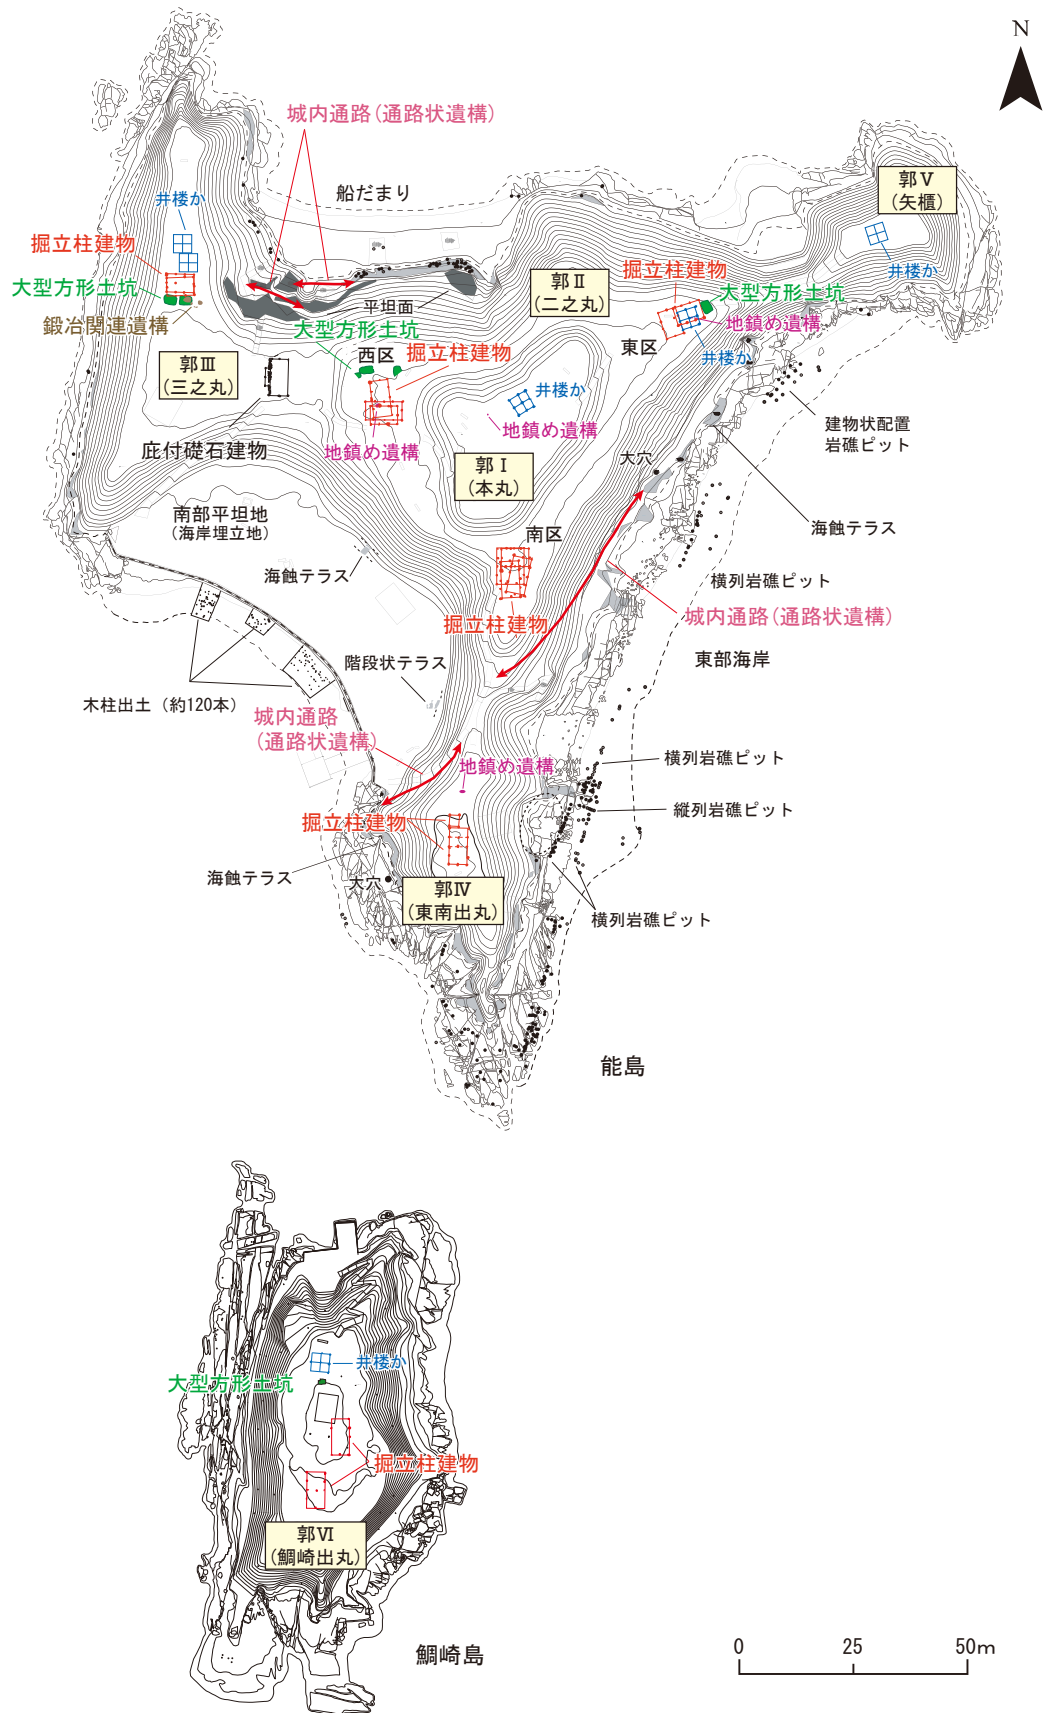 N
城内通路(通路状遺構)
船だまり
郭Ⅴ
(矢櫃)
井楼か
掘立柱建物
井楼か
大型方形土坑
鍛冶関連遺構
平坦面
郭Ⅱ
(二之丸)
掘立柱建物
大型方形土坑
地鎮め遺構
井楼か
東区
大型方形土坑
西区
掘立柱建物
郭Ⅲ
(三之丸)
井楼か
地鎮め遺構
地鎮め遺構
庇付礎石建物
郭Ⅰ
(本丸)
大穴
建物状配置
岩礁ピット
海蝕テラス
南部平坦地
(海岸埋立地)
南区
海蝕テラス
横列岩礁ピット
掘立柱建物
城内通路(通路状遺構)
東部海岸
階段状テラス
木柱出土(約120本)
城内通路
(通路状遺構)
地鎮め遺構
横列岩礁ピット
縦列岩礁ピット
掘立柱建物
海蝕テラス
大穴
郭Ⅳ
(東南出丸)
横列岩礁ピット
能島
井楼か
大型方形土坑
掘立柱建物
郭Ⅵ
(鯛崎出丸)
鯛崎島
0 25 50m